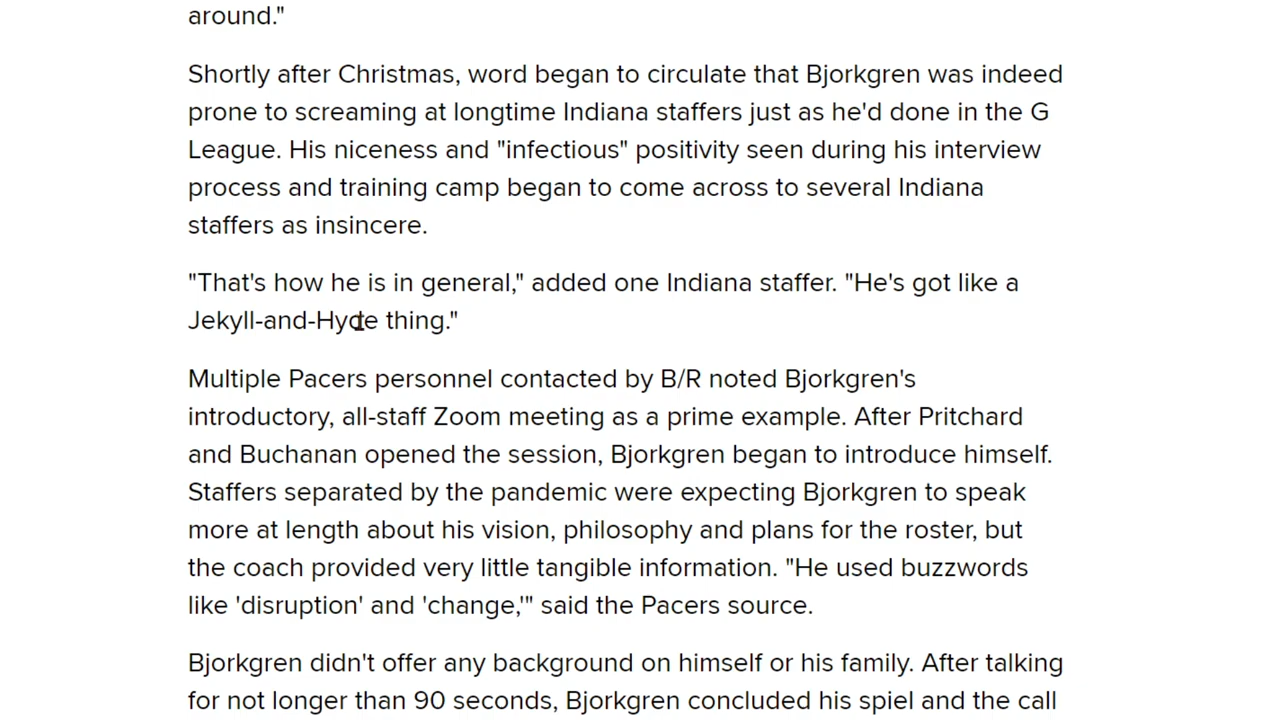 around."
Shortly after Christmas, word began to circulate that Bjorkgren was indeed
prone to screaming at longtime Indiana staffers just as he'd done in the G
League. His niceness and "infectious" positivity seen during his interview
process and training camp began to come across to several Indiana
staffers as insincere.
"That's how he is in general," added one Indiana staffer. "He's got like a
Jekyll-and-Hyde thing."
Multiple Pacers personnel contacted by B/R noted Bjorkgren's
introductory, all-staff Zoom meeting as a prime example. After Pritchard
and Buchanan opened the session, Bjorkgren began to introduce himself.
Staffers separated by the pandemic were expecting Bjorkgren to speak
more at length about his vision, philosophy and plans for the roster, but
the coach provided very little tangible information. "He used buzzwords
like 'disruption' and 'change,'" said the Pacers source.
Bjorkgren didn't offer any background on himself or his family. After talking
for not longer than 90 seconds, Bjorkgren concluded his spiel and the call